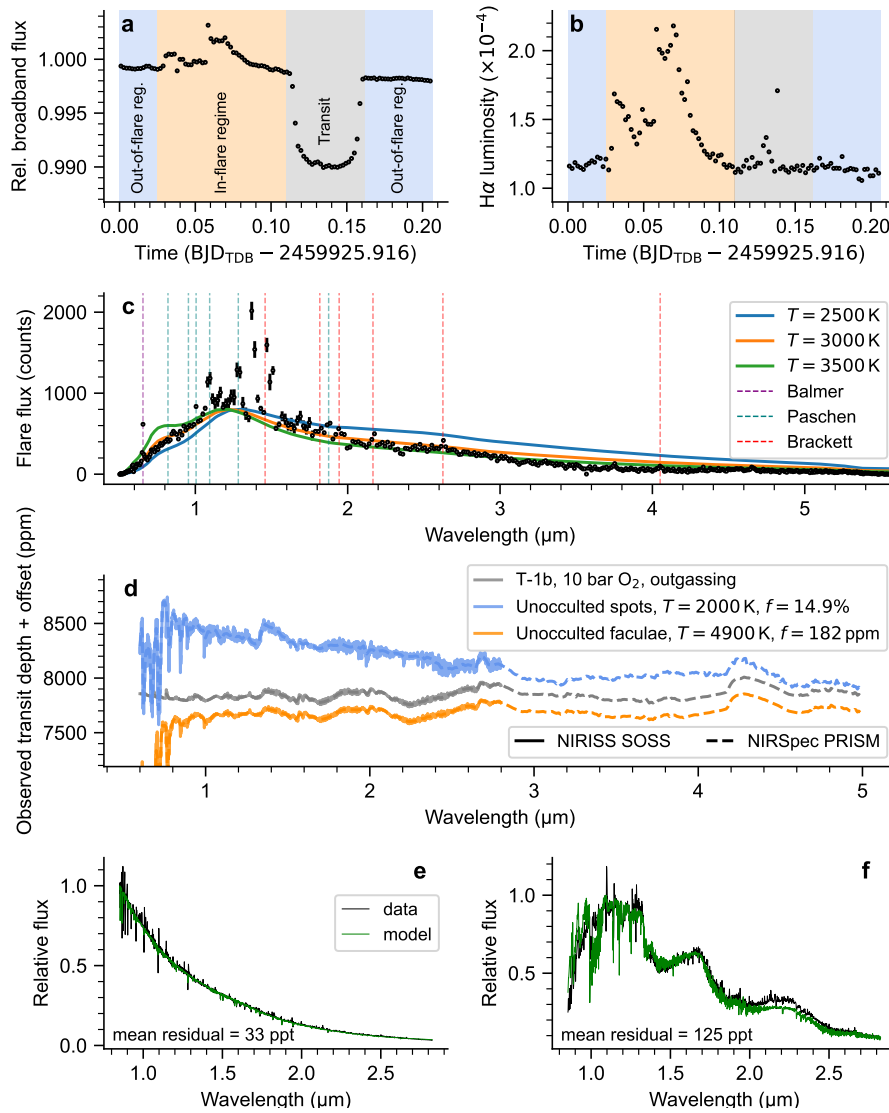 a
Rel. broadband flux
1.000
0.995
0.990
Out-of-flare reg.
In-flare regime
Transit
Out-of-flare reg.
0.00 0.05 0.10 0.15 0.20
Time (BJD_TDB − 2459925.916)
b
Hα luminosity (×10⁻⁴)
2.0
1.5
1.0
0.00 0.05 0.10 0.15 0.20
Time (BJD_TDB − 2459925.916)
c
Flare flux (counts)
2000
1000
0
T = 2500 K
T = 3000 K
T = 3500 K
Balmer
Paschen
Brackett
1 2 3 4 5
Wavelength (μm)
d
Observed transit depth + offset (ppm)
8500
8000
7500
T-1b, 10 bar O₂, outgassing
Unocculted spots, T = 2000 K, f = 14.9%
Unocculted faculae, T = 4900 K, f = 182 ppm
NIRISS SOSS NIRSpec PRISM
1 2 3 4 5
Wavelength (μm)
e
Relative flux
1.0
0.5
0.0
data
model
mean residual = 33 ppt
1.0 1.5 2.0 2.5
Wavelength (μm)
f
Relative flux
1.0
0.5
mean residual = 125 ppt
1.0 1.5 2.0 2.5
Wavelength (μm)